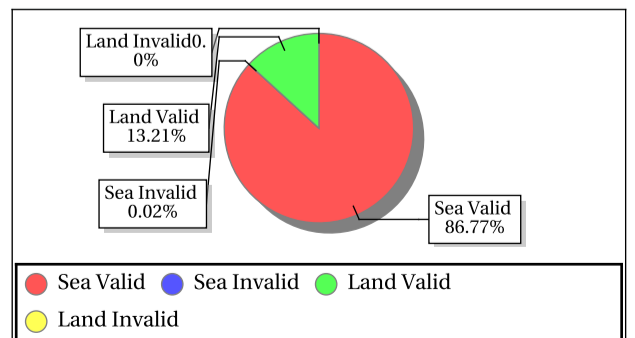 Land Invalid0.
0%
Land Valid
13.21%
Sea Invalid
0.02%
Sea Valid
86.77%
Sea Valid Sea Invalid Land Valid
Land Invalid